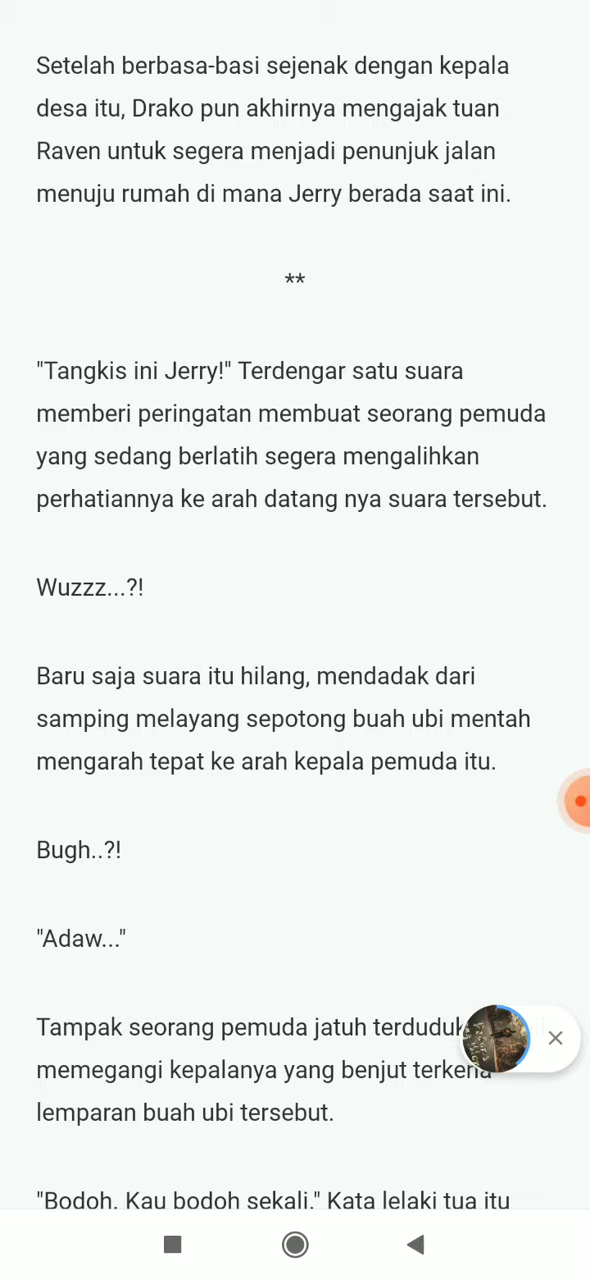 Setelah berbasa-basi sejenak dengan kepala
desa itu, Drako pun akhirnya mengajak tuan
Raven untuk segera menjadi penunjuk jalan
menuju rumah di mana Jerry berada saat ini.
**
"Tangkis ini Jerry!" Terdengar satu suara
memberi peringatan membuat seorang pemuda
yang sedang berlatih segera mengalihkan
perhatiannya ke arah datang nya suara tersebut.
Wuzzz...?!
Baru saja suara itu hilang, mendadak dari
samping melayang sepotong buah ubi mentah
mengarah tepat ke arah kepala pemuda itu.
Bugh..?!
"Adaw..."
Tampak seorang pemuda jatuh terduduk
memegangi kepalanya yang benjut terkena
lemparan buah ubi tersebut.
"Bodoh. Kau bodoh sekali." Kata lelaki tua itu